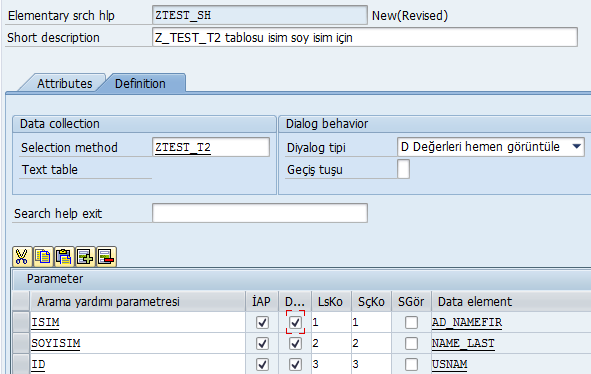 Elementary srch hlp ZTEST_SH New(Revised)
Short description Z_TEST_T2 tablosu isim soy isim için
Attributes Definition
Data collection Dialog behavior
Selection method ZTEST_T2 Diyalog tipi D Değerleri hemen görüntüle
Text table Geçiş tuşu
Search help exit
Parameter
Arama yardımı parametresi İAP D... LsKo SçKo SGör Data element
ISIM 1 1 AD_NAMEFIR
SOYISIM 2 2 NAME_LAST
ID 3 3 USNAM